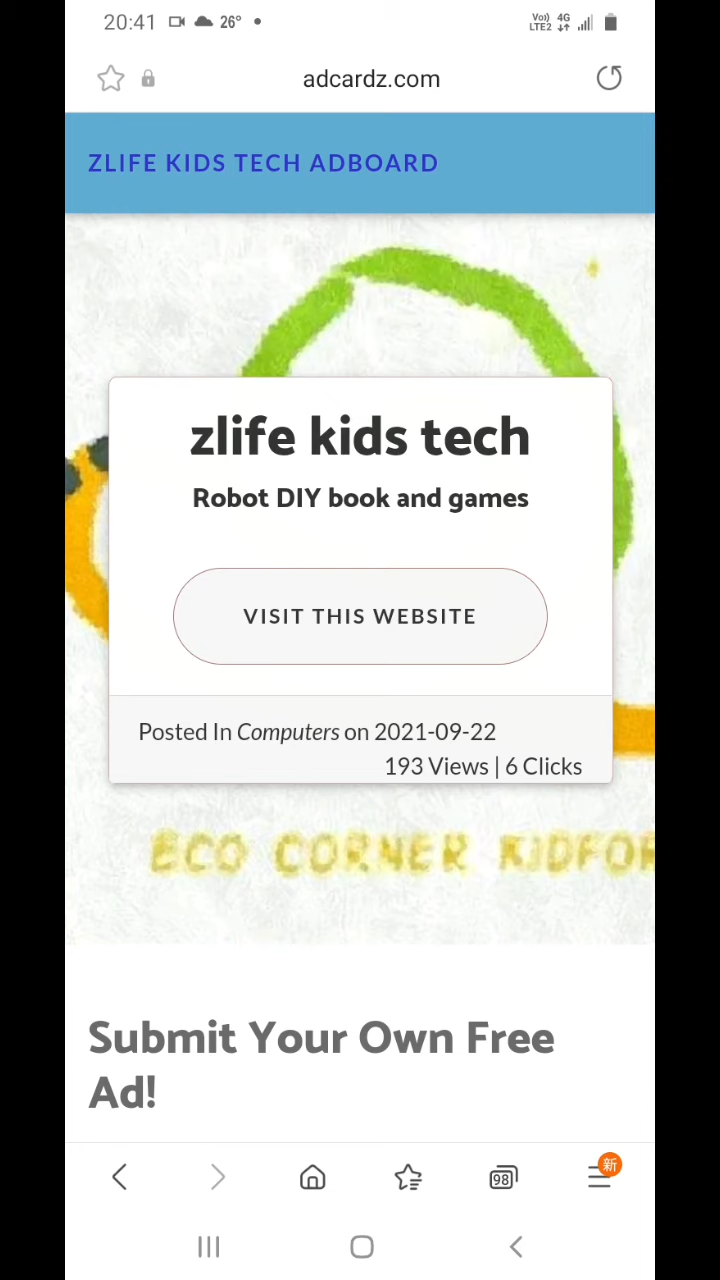 20:41 26° • Vo)) LTE2 4G
adcardz.com
ZLIFE KIDS TECH ADBOARD
zlife kids tech
Robot DIY book and games
VISIT THIS WEBSITE
Posted In Computers on 2021-09-22
193 Views | 6 Clicks
ECO CORNER KIDFOR
Submit Your Own Free
Ad!
98 新